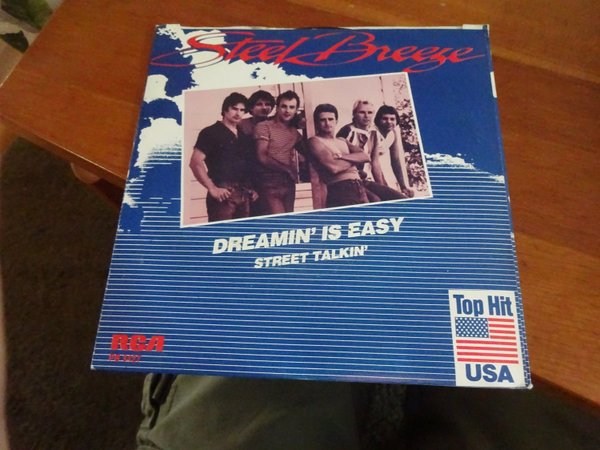 Steel Breeze
DREAMIN' IS EASY
STREET TALKIN'
Top Hit
USA
RCA